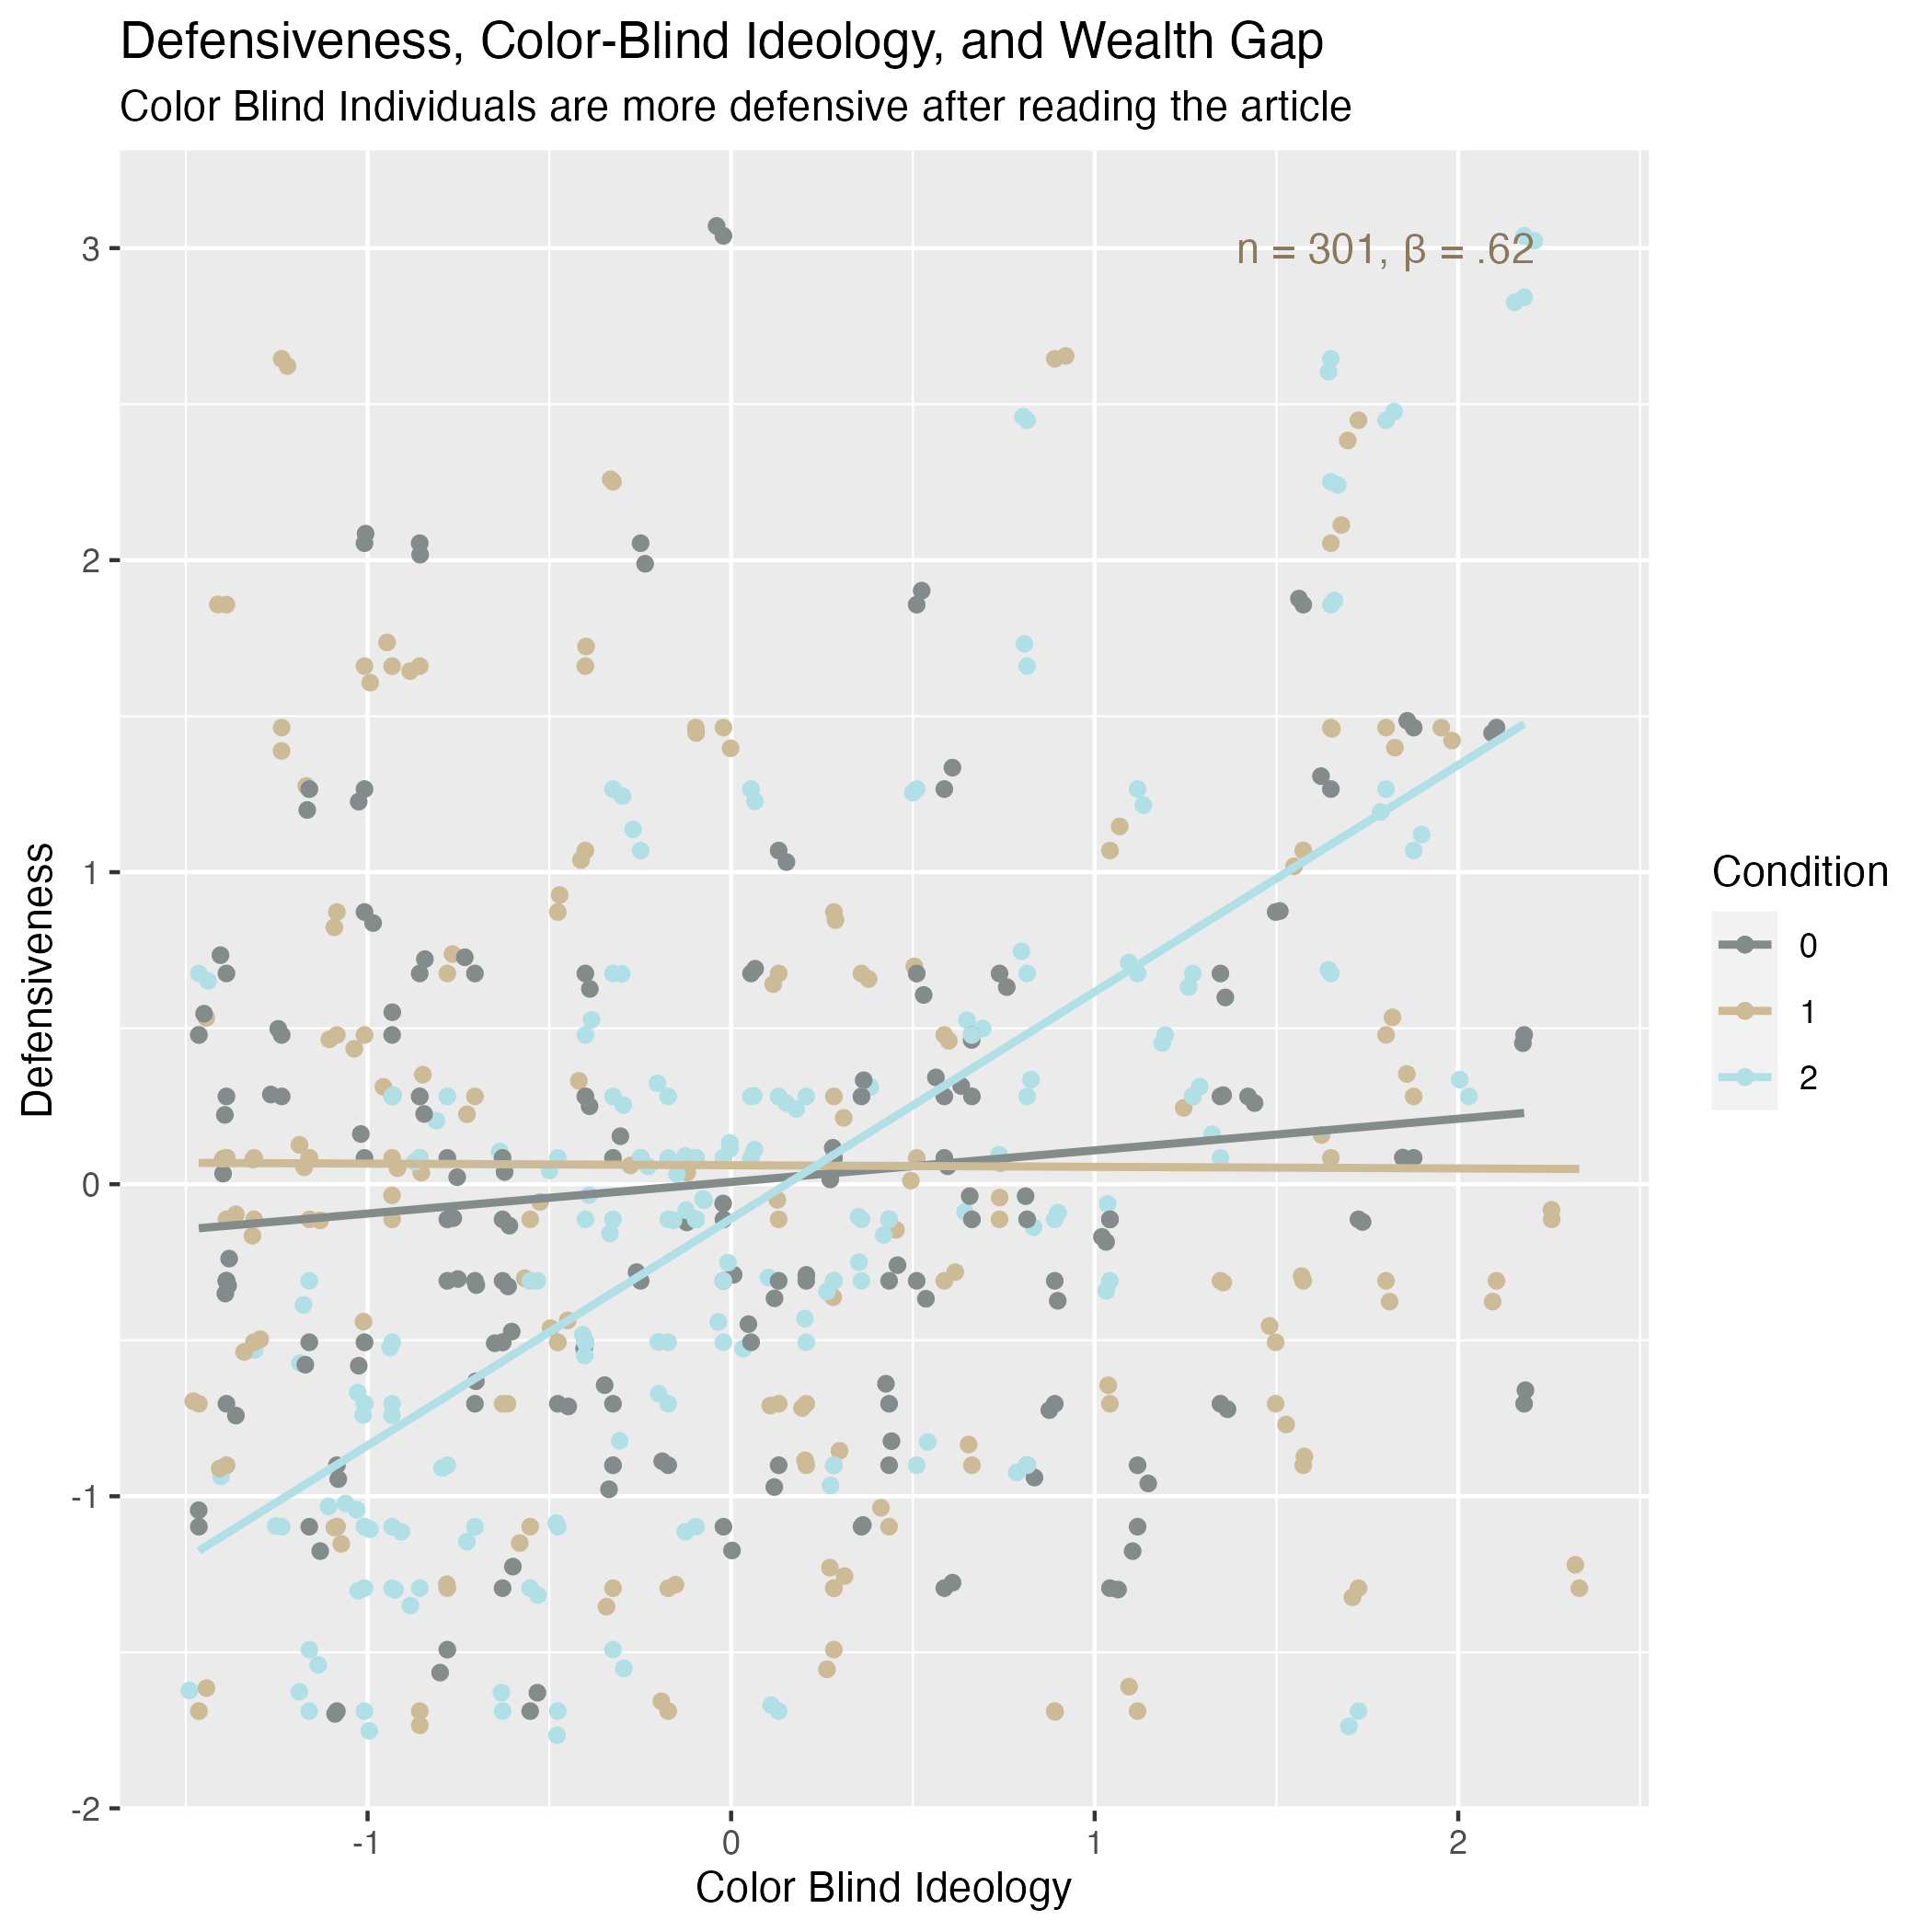 Defensiveness, Color-Blind Ideology, and Wealth Gap
Color Blind Individuals are more defensive after reading the article
n = 301, β = .62
3
2
1
0
-1
-2
Defensiveness
-1
0
1
2
Color Blind Ideology
Condition
0
1
2